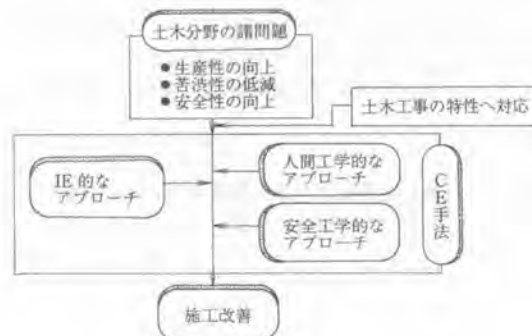 土木分野の諸問題
●生産性の向上
●苦渋性の低減
●安全性の向上
土木工事の特性へ対応
IE的な
アプローチ
人間工学的な
アプローチ
安全工学的な
アプローチ
CE手法
施工改善